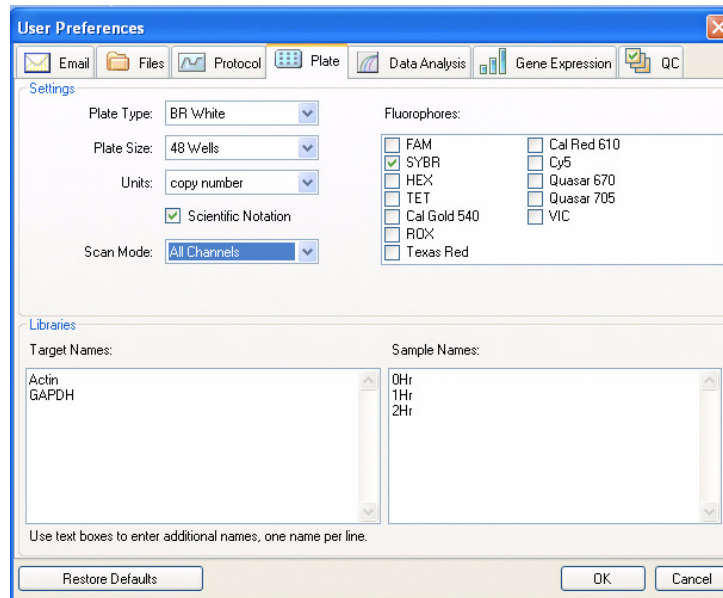 User Preferences
Email Files Protocol Plate Data Analysis Gene Expression QC
Settings
Plate Type: BR White
Plate Size: 48 Wells
Units: copy number
Scientific Notation
Scan Mode: All Channels
Fluorophores:
FAM Cal Red 610
SYBR Cy5
HEX Quasar 670
TET Quasar 705
Cal Gold 540 VIC
ROX
Texas Red
Libraries
Target Names:
Actin
GAPDH
Sample Names:
0Hr
1Hr
2Hr
Use text boxes to enter additional names, one name per line.
Restore Defaults OK Cancel